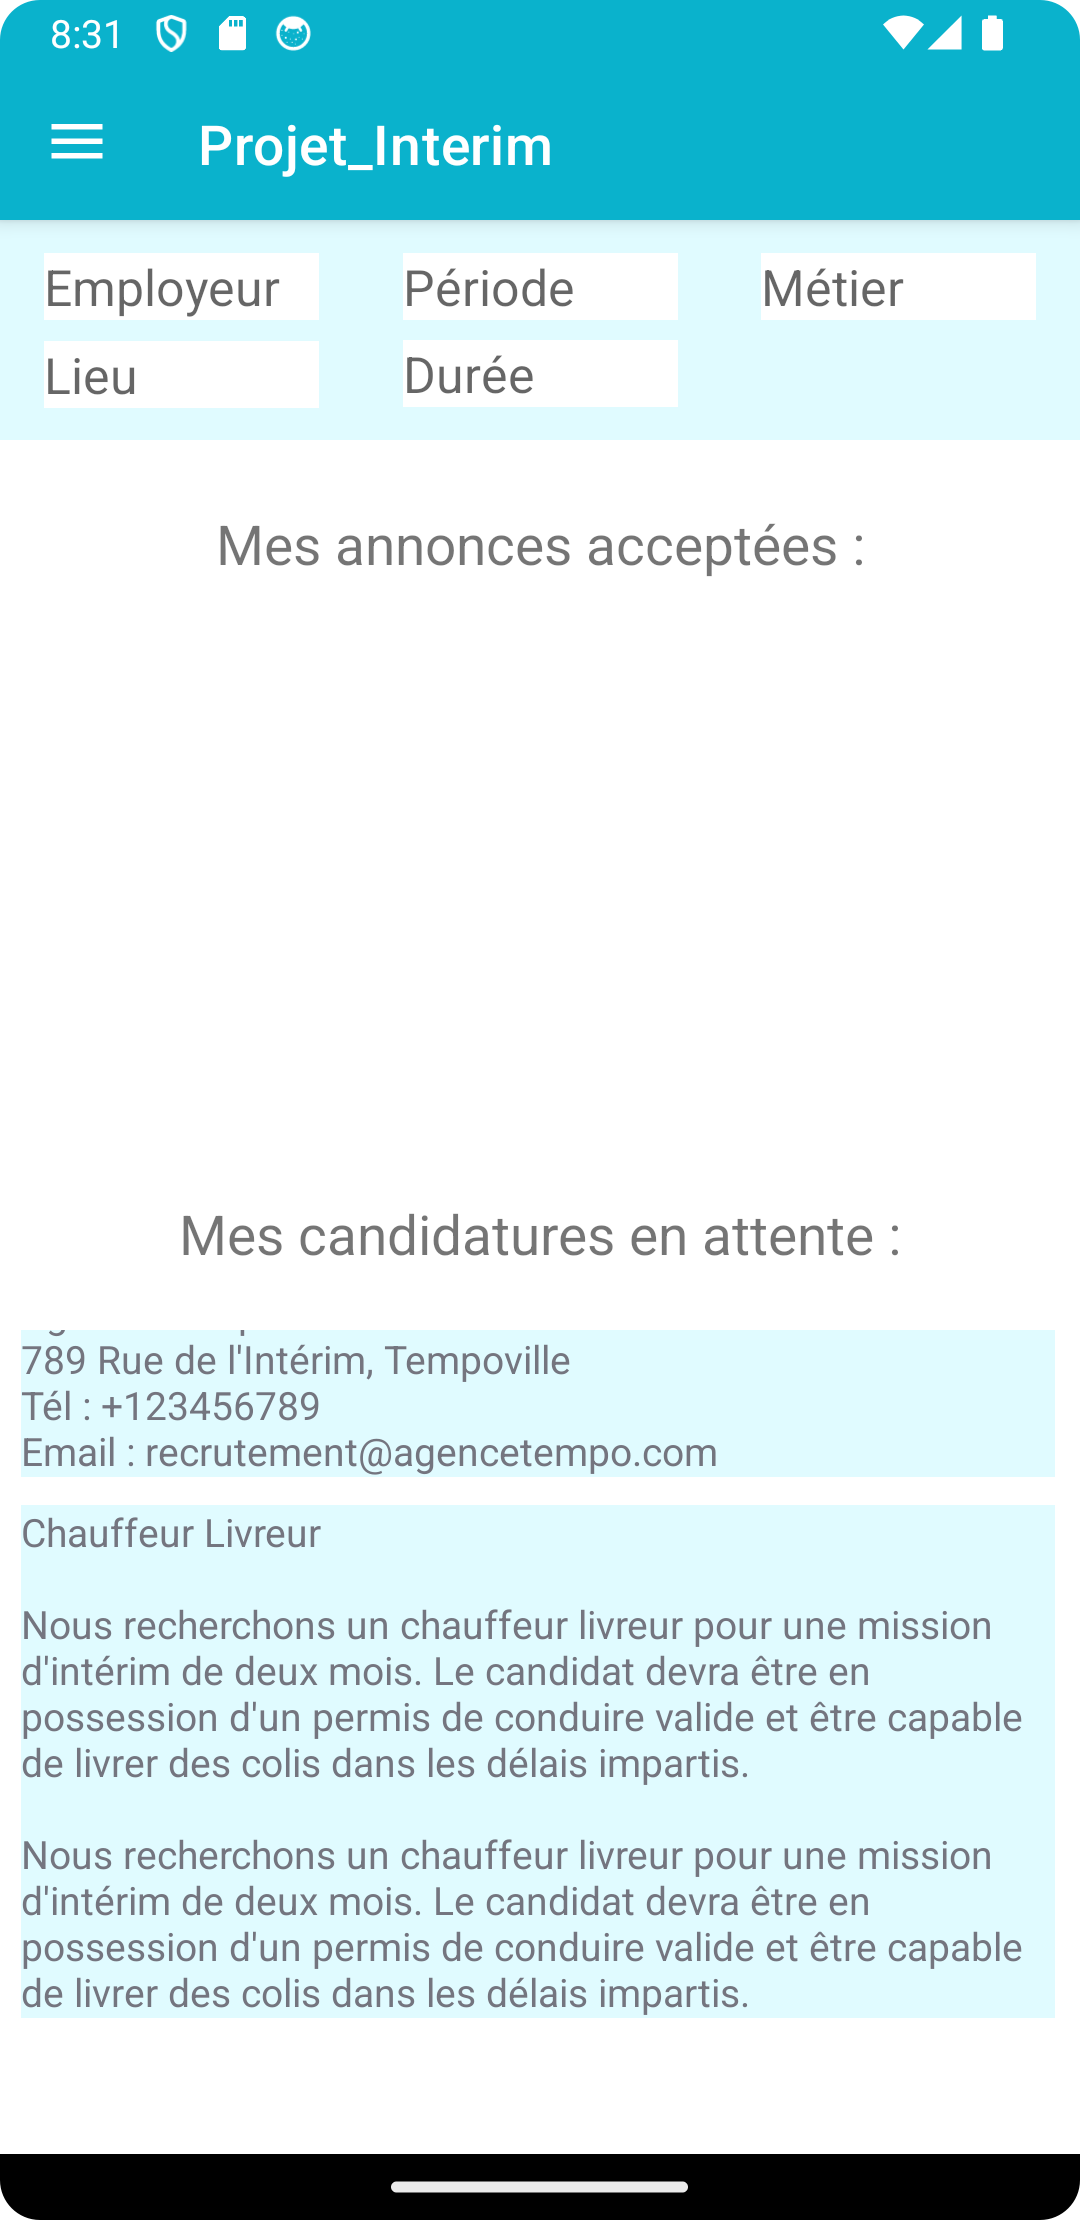 8:31
Projet_Interim
Employeur Période Métier
Lieu Durée
Mes annonces acceptées :
Mes candidatures en attente :
789 Rue de l'Intérim, Tempoville
Tél : +123456789
Email : recrutement@agencetempo.com
Chauffeur Livreur
Nous recherchons un chauffeur livreur pour une mission
d'intérim de deux mois. Le candidat devra être en
possession d'un permis de conduire valide et être capable
de livrer des colis dans les délais impartis.
Nous recherchons un chauffeur livreur pour une mission
d'intérim de deux mois. Le candidat devra être en
possession d'un permis de conduire valide et être capable
de livrer des colis dans les délais impartis.